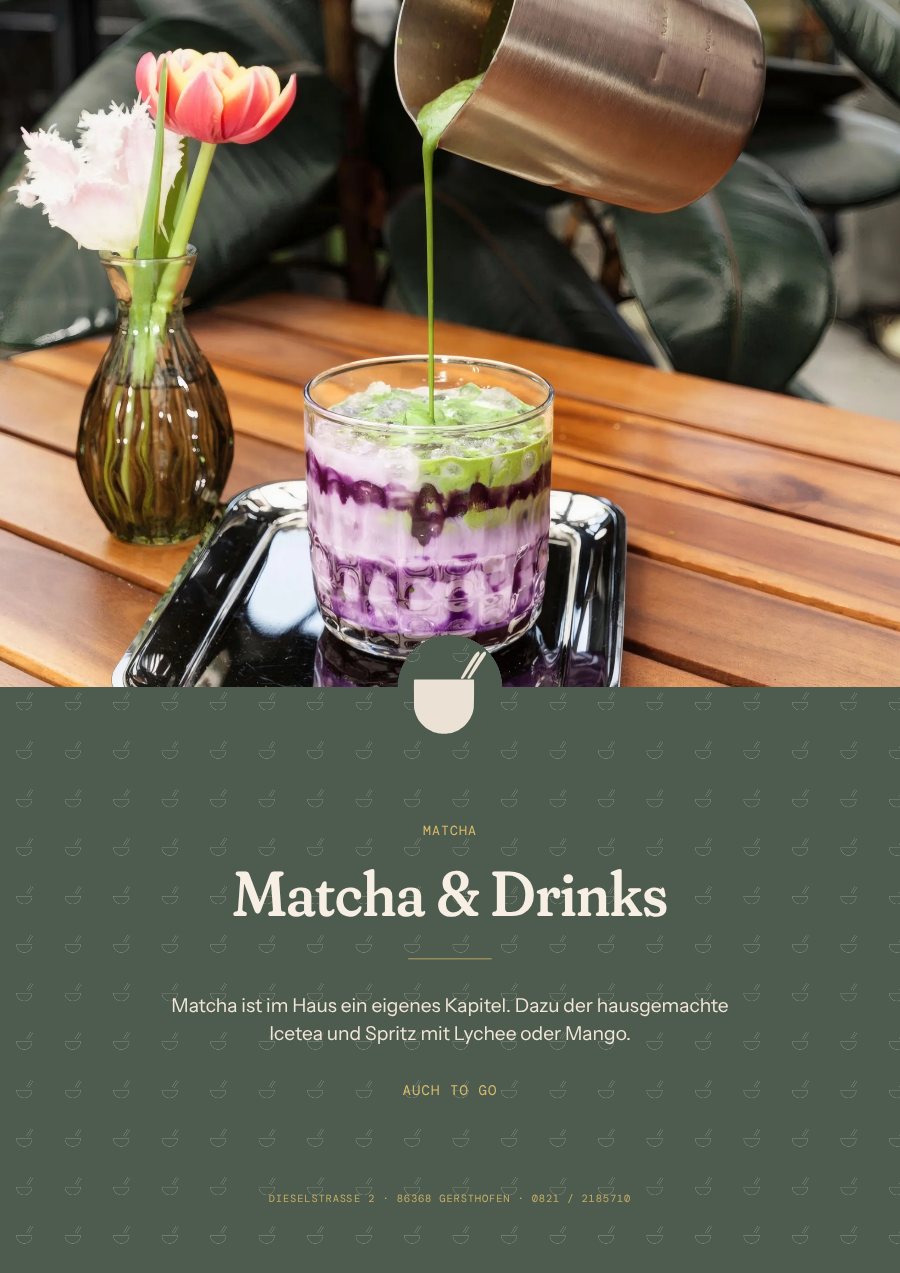 MATCHA
Matcha & Drinks
Matcha ist im Haus ein eigenes Kapitel. Dazu der hausgemachte
Icetea und Spritz mit Lychee oder Mango.
AUCH TO GO
DIESELSTRASSE 2 · 86368 GERSTHOFEN · 0821 / 2185710